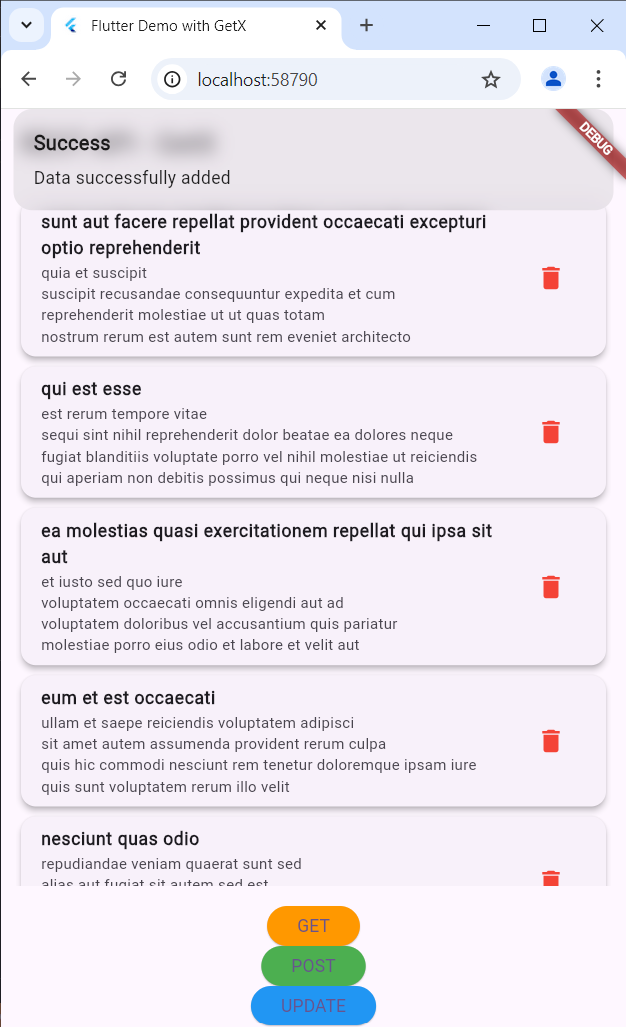 Flutter Demo with GetX
localhost:58790
DEBUG
Success
Data successfully added
sunt aut facere repellat provident occaecati excepturi
optio reprehenderit
quia et suscipit
suscipit recusandae consequuntur expedita et cum
reprehenderit molestiae ut ut quas totam
nostrum rerum est autem sunt rem eveniet architecto
qui est esse
est rerum tempore vitae
sequi sint nihil reprehenderit dolor beatae ea dolores neque
fugiat blanditiis voluptate porro vel nihil molestiae ut reiciendis
qui aperiam non debitis possimus qui neque nisi nulla
ea molestias quasi exercitationem repellat qui ipsa sit
aut
et iusto sed quo iure
voluptatem occaecati omnis eligendi aut ad
voluptatem doloribus vel accusantium quis pariatur
molestiae porro eius odio et labore et velit aut
eum et est occaecati
ullam et saepe reiciendis voluptatem adipisci
sit amet autem assumenda provident rerum culpa
quis hic commodi nesciunt rem tenetur doloremque ipsam iure
quis sunt voluptatem rerum illo velit
nesciunt quas odio
repudiandae veniam quaerat sunt sed
alias aut fugiat sit autem sed est
GET
POST
UPDATE